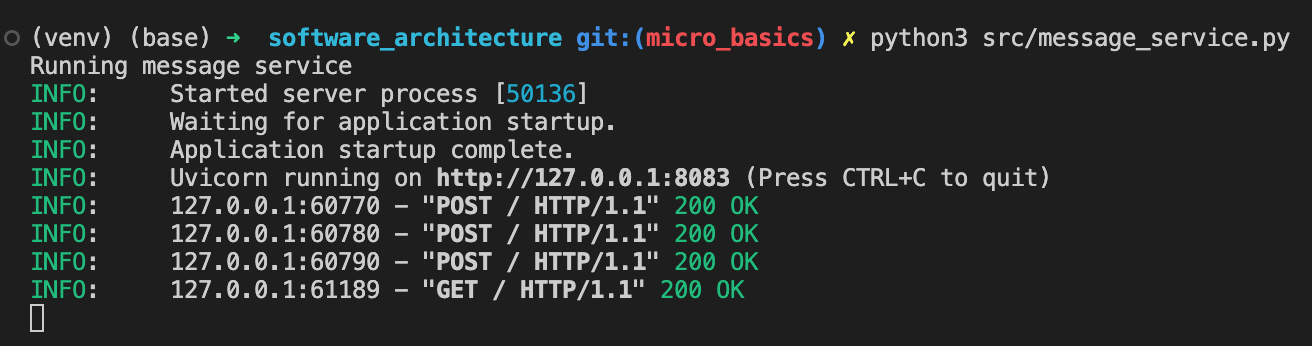 (venv) (base) ➜ software_architecture git:(micro_basics) ✗ python3 src/message_service.py
Running message service
INFO: Started server process [50136]
INFO: Waiting for application startup.
INFO: Application startup complete.
INFO: Uvicorn running on http://127.0.0.1:8083 (Press CTRL+C to quit)
INFO: 127.0.0.1:60770 - "POST / HTTP/1.1" 200 OK
INFO: 127.0.0.1:60780 - "POST / HTTP/1.1" 200 OK
INFO: 127.0.0.1:60790 - "POST / HTTP/1.1" 200 OK
INFO: 127.0.0.1:61189 - "GET / HTTP/1.1" 200 OK